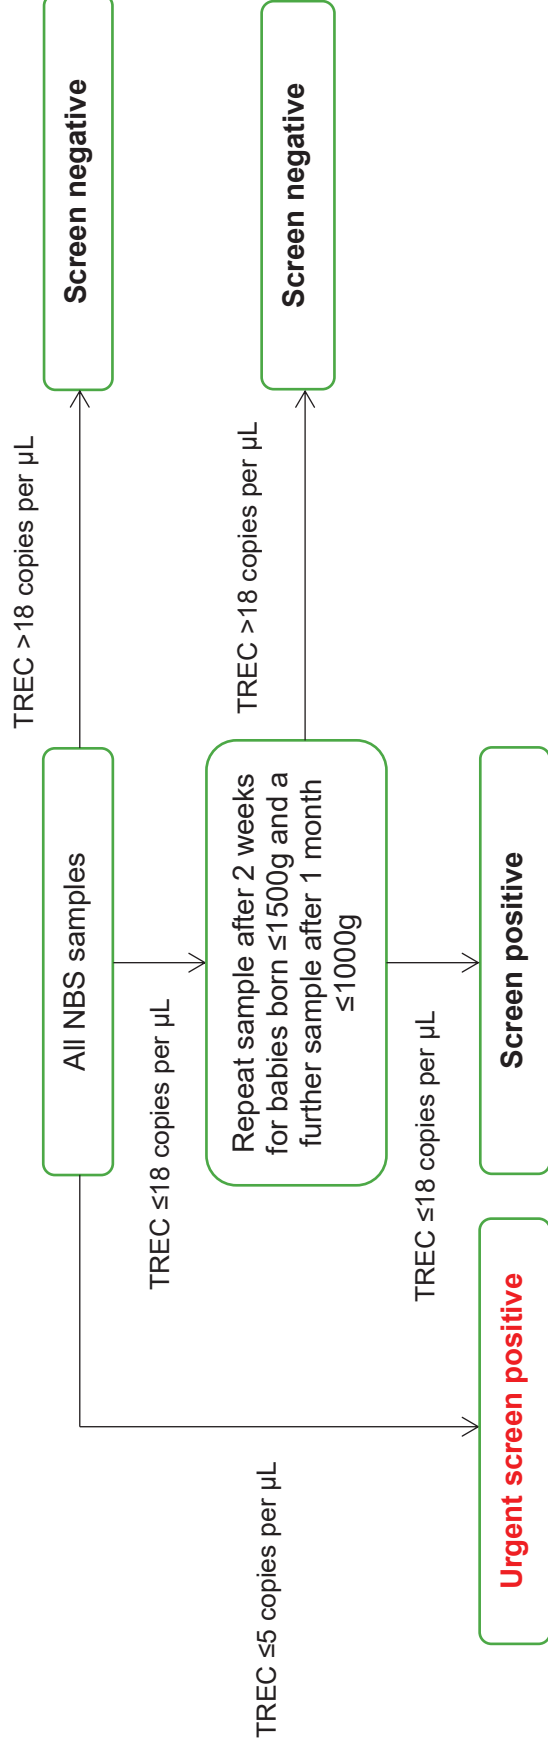 All NBS samples
TREC >18 copies per µL
Screen negative
TREC ≤18 copies per µL
TREC ≤5 copies per µL
Repeat sample after 2 weeks
for babies born ≤1500g and a
further sample after 1 month
≤1000g
TREC >18 copies per µL
Screen negative
TREC ≤18 copies per µL
Urgent screen positive
Screen positive